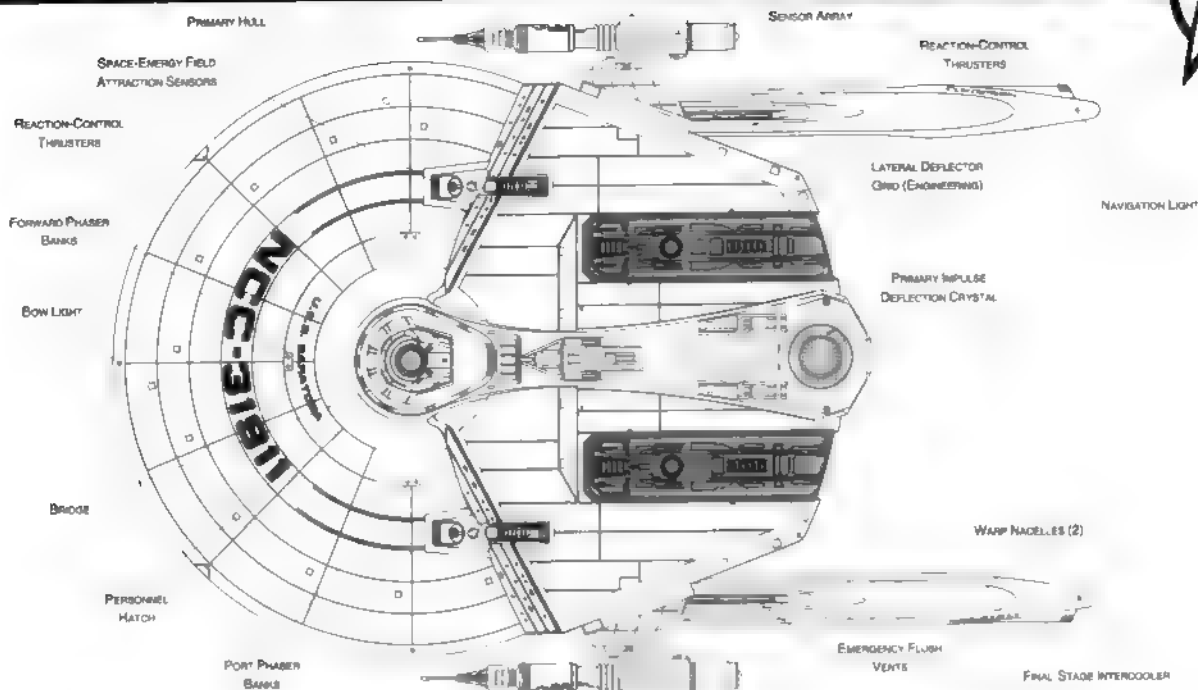 PRIMARY HULL
SENSOR ARRAY
SPACE-ENERGY FIELD
ATTRACTION SENSORS
REACTION-CONTROL
THRUSTERS
REACTION-CONTROL
THRUSTERS
LATERAL DEFLECTOR
GRID (ENGINEERING)
NAVIGATION LIGHT
FORWARD PHASER
BANKS
NCC-31811
U.S.S.
PRIMARY IMPULSE
DEFLECTION CRYSTAL
BOW LIGHT
BRIDGE
WARP NACELLES (2)
PERSONNEL
HATCH
EMERGENCY FLUSH
VENTS
PORT PHASER
BANKS
FINAL STAGE INTERCOOLER